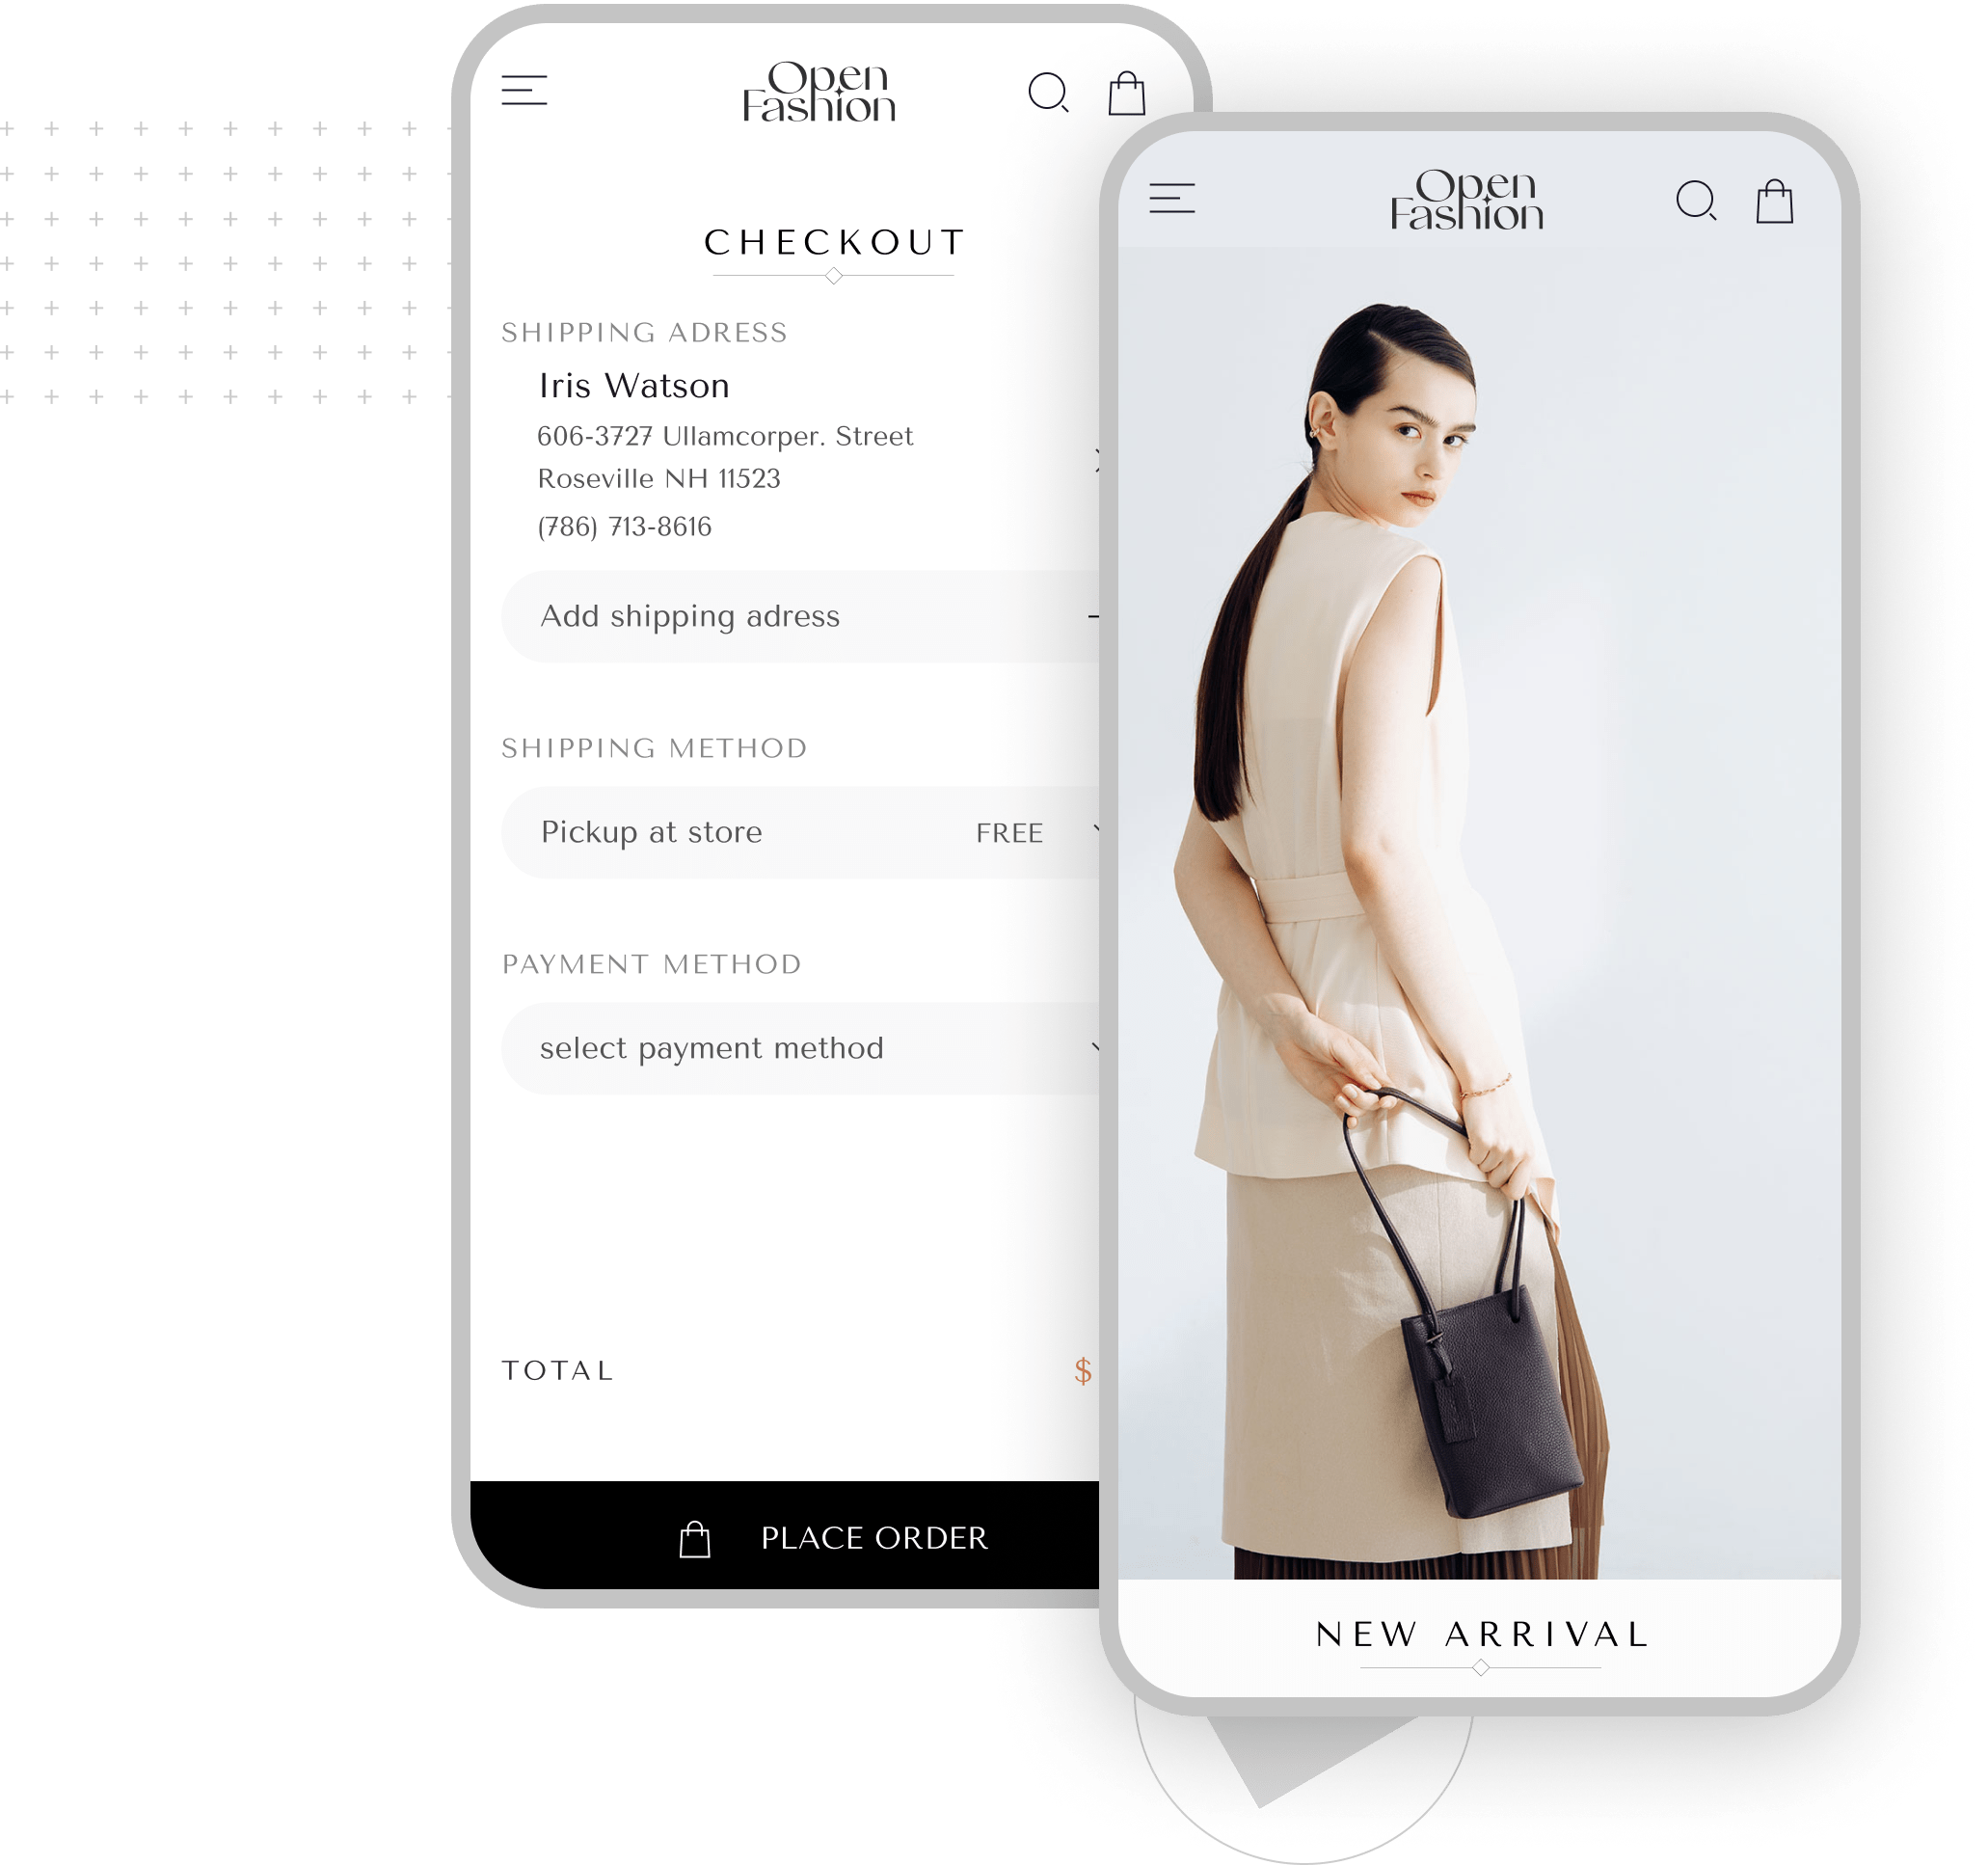 Open
Fashion
CHECKOUT
SHIPPING ADRESS
Iris Watson
606-3727 Ullamcorper. Street
Roseville NH 11523
(786) 713-8616
Add shipping adress
SHIPPING METHOD
Pickup at store FREE
PAYMENT METHOD
select payment method
TOTAL $
PLACE ORDER
Open
Fashion
NEW ARRIVAL